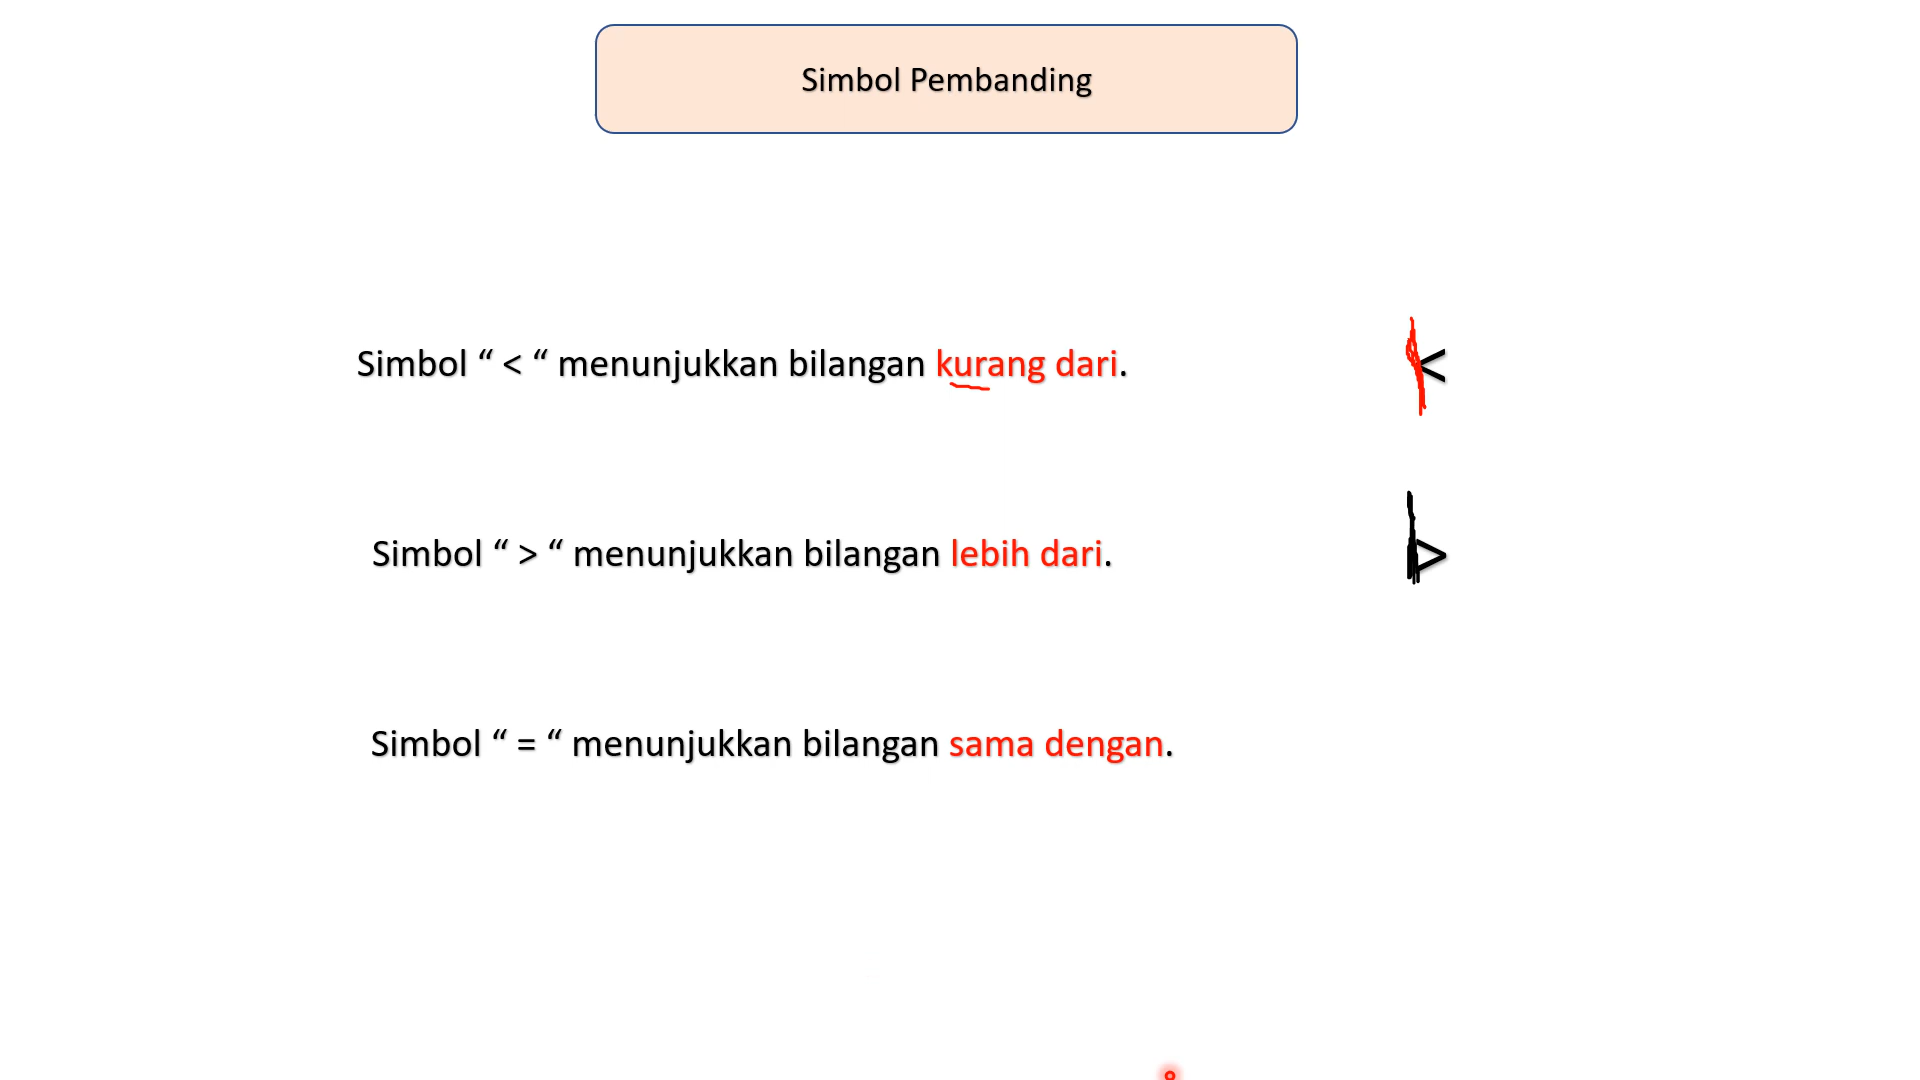 Simbol Pembanding
Simbol “ < “ menunjukkan bilangan kurang dari.
<
Simbol “ > “ menunjukkan bilangan lebih dari.
>
Simbol “ = “ menunjukkan bilangan sama dengan.